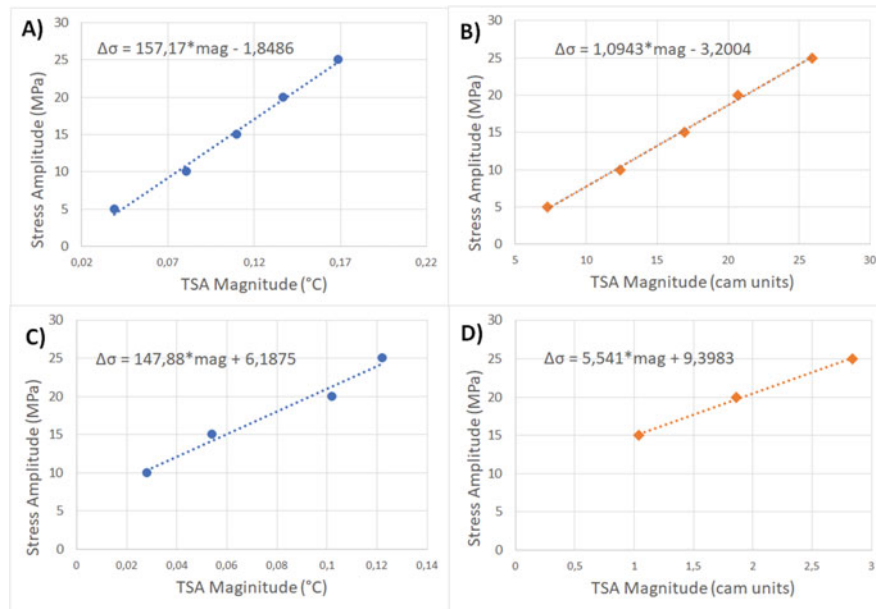 A)
Δσ = 157,17*mag - 1,8486
Stress Amplitude (MPa)
30
25
20
15
10
5
0
0,02 0,07 0,12 0,17 0,22
TSA Magnitude (°C)
B)
Δσ = 1,0943*mag - 3,2004
Stress Amplitude (MPa)
30
25
20
15
10
5
0
5 10 15 20 25 30
TSA Magnitude (cam units)
C)
Δσ = 147,88*mag + 6,1875
Stress Amplitude (MPa)
30
25
20
15
10
5
0
0 0,02 0,04 0,06 0,08 0,1 0,12 0,14
TSA Maginitude (°C)
D)
Δσ = 5,541*mag + 9,3983
Stress Amplitude (MPa)
30
25
20
15
10
5
0
0 0,5 1 1,5 2 2,5 3
TSA Magnitude (cam units)